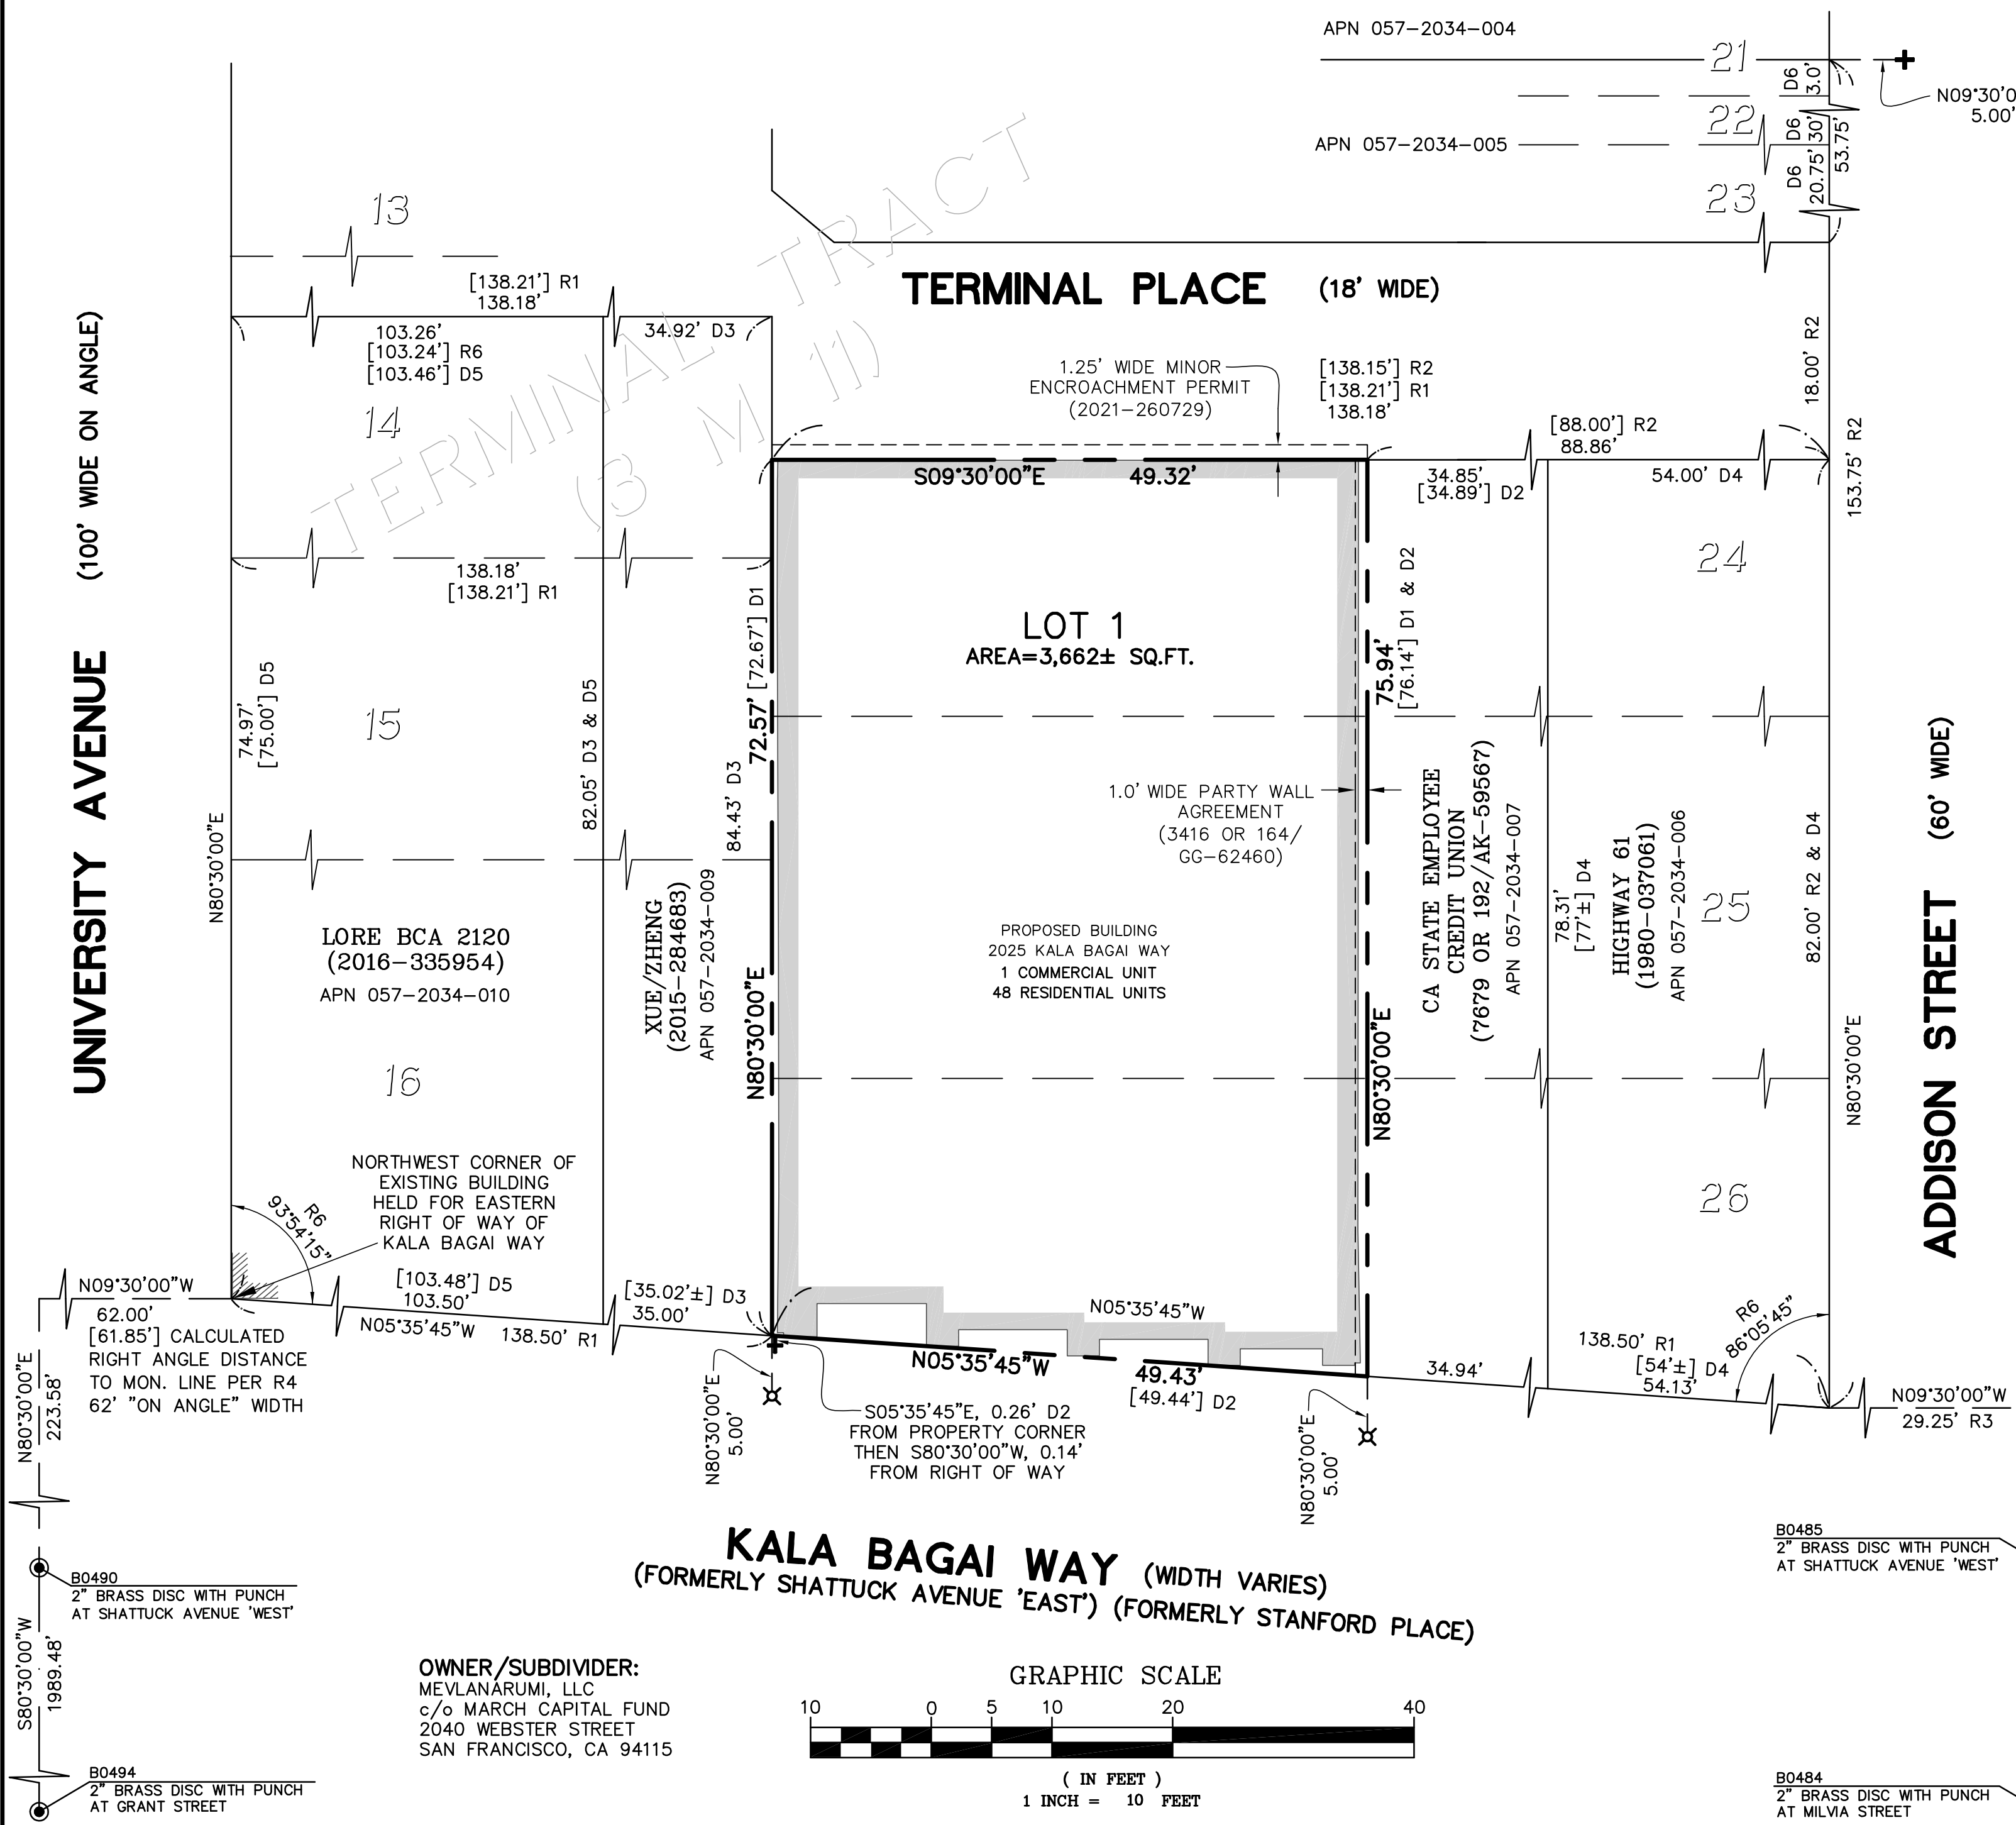 APN 057-2034-004
21
D6
3.0'
5.00'
22
D6
30'
53.75'
APN 057-2034-005
D6
20.75'
23
13
TERMINAL TRACT
(3 M 11)
[138.21'] R1
138.18'
TERMINAL PLACE (18' WIDE)
103.26'
[103.24'] R6
[103.46'] D5
34.92' D3
18.00' R2
1.25' WIDE MINOR
ENCROACHMENT PERMIT
(2021-260729)
[138.15'] R2
[138.21'] R1
138.18'
14
[88.00'] R2
88.86'
153.75' R2
S09°30'00"E 49.32'
34.85'
[34.89'] D2
54.00' D4
138.18'
[138.21'] R1
24
LOT 1
AREA=3,662± SQ.FT.
72.57' [72.67'] D1
75.94'
[76.14'] D1 & D2
UNIVERSITY AVENUE (100' WIDE ON ANGLE)
74.97'
[75.00'] D5
15
82.05' D3 & D5
84.43' D3
N80°30'00"E
1.0' WIDE PARTY WALL
AGREEMENT
(3416 OR 164/
GG-62460)
CA STATE EMPLOYEE
CREDIT UNION
(7679 OR 192/AK-59567)
APN 057-2034-007
78.31'
[77'±] D4
HIGHWAY 61
(1980-037061)
APN 057-2034-006
25
82.00' R2 & D4
ADDISON STREET (60' WIDE)
LORE BCA 2120
(2016-335954)
APN 057-2034-010
XUE/ZHENG
(2015-284683)
APN 057-2034-009
N80°30'00"E
PROPOSED BUILDING
2025 KALA BAGAI WAY
1 COMMERCIAL UNIT
48 RESIDENTIAL UNITS
N80°30'00"E
N80°30'00"E
16
26
NORTHWEST CORNER OF
EXISTING BUILDING
HELD FOR EASTERN
RIGHT OF WAY OF
KALA BAGAI WAY
R6
93°54'15"
N09°30'00"W
62.00'
[61.85'] CALCULATED
RIGHT ANGLE DISTANCE
TO MON. LINE PER R4
62' "ON ANGLE" WIDTH
[103.48'] D5
103.50'
N05°35'45"W 138.50' R1
[35.02'±] D3
35.00'
N05°35'45"W
N05°35'45"W
49.43'
[49.44'] D2
34.94'
138.50' R1
[54'±] D4
54.13'
R6
86°05'45"
N09°30'00"W
29.25' R3
N80°30'00"E
223.58'
N80°30'00"E
5.00'
S05°35'45"E, 0.26' D2
FROM PROPERTY CORNER
THEN S80°30'00"W, 0.14'
FROM RIGHT OF WAY
N80°30'00"E
5.00'
KALA BAGAI WAY (WIDTH VARIES)
(FORMERLY SHATTUCK AVENUE 'EAST') (FORMERLY STANFORD PLACE)
B0490
2" BRASS DISC WITH PUNCH
AT SHATTUCK AVENUE 'WEST'
B0485
2" BRASS DISC WITH PUNCH
AT SHATTUCK AVENUE 'WEST'
S80°30'00"W
1989.48'
OWNER/SUBDIVIDER:
MEVLANARUMI, LLC
c/o MARCH CAPITAL FUND
2040 WEBSTER STREET
SAN FRANCISCO, CA 94115
GRAPHIC SCALE
10 0 5 10 20 40
( IN FEET )
1 INCH = 10 FEET
B0494
2" BRASS DISC WITH PUNCH
AT GRANT STREET
B0484
2" BRASS DISC WITH PUNCH
AT MILVIA STREET